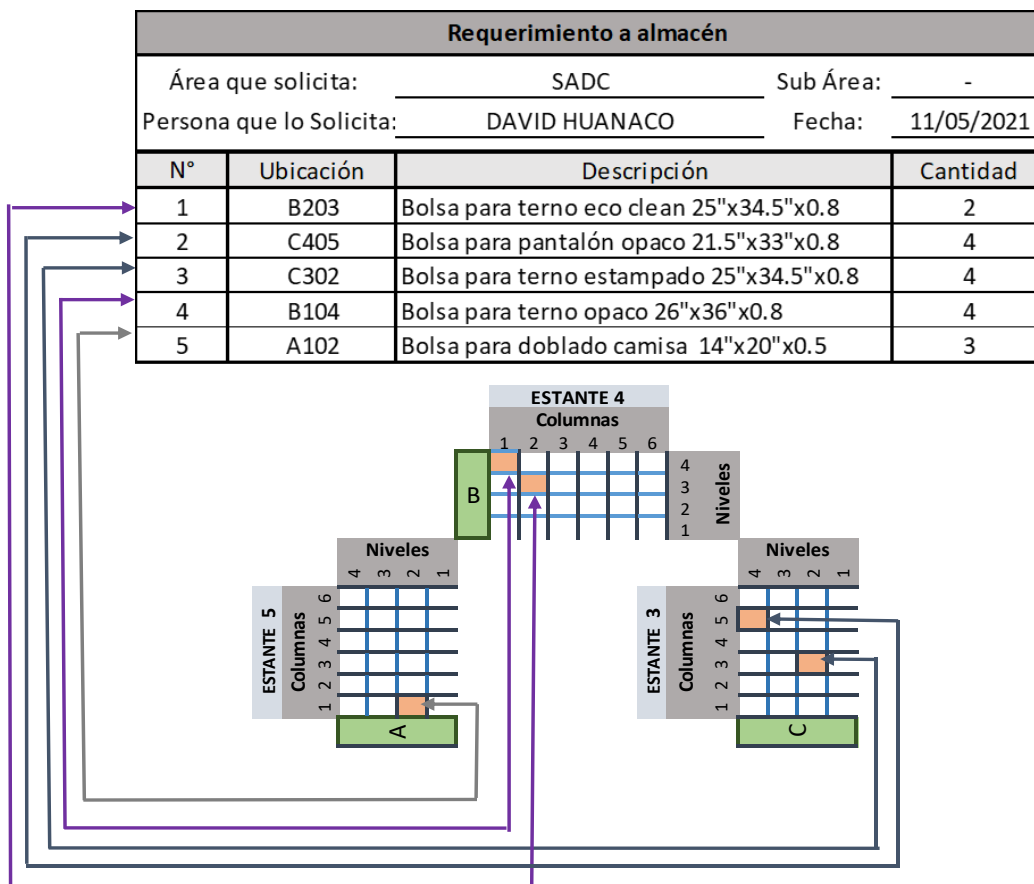 Requerimiento a almacén
Área que solicita: SADC Sub Área: -
Persona que lo Solicita: DAVID HUANACO Fecha: 11/05/2021
N° Ubicación Descripción Cantidad
1 B203 Bolsa para terno eco clean 25"x34.5"x0.8 2
2 C405 Bolsa para pantalón opaco 21.5"x33"x0.8 4
3 C302 Bolsa para terno estampado 25"x34.5"x0.8 4
4 B104 Bolsa para terno opaco 26"x36"x0.8 4
5 A102 Bolsa para doblado camisa 14"x20"x0.5 3
ESTANTE 4
Columnas
1 2 3 4 5 6
B
4
3
2
1
Niveles
Niveles
4 3 2 1
ESTANTE 5
Columnas
6
5
4
3
2
1
A
Niveles
4 3 2 1
ESTANTE 3
Columnas
6
5
4
3
2
1
C